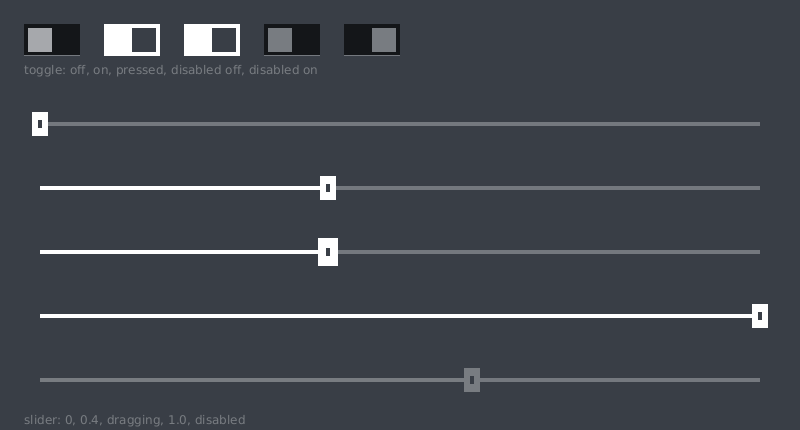 toggle: off, on, pressed, disabled off, disabled on
slider: 0, 0.4, dragging, 1.0, disabled